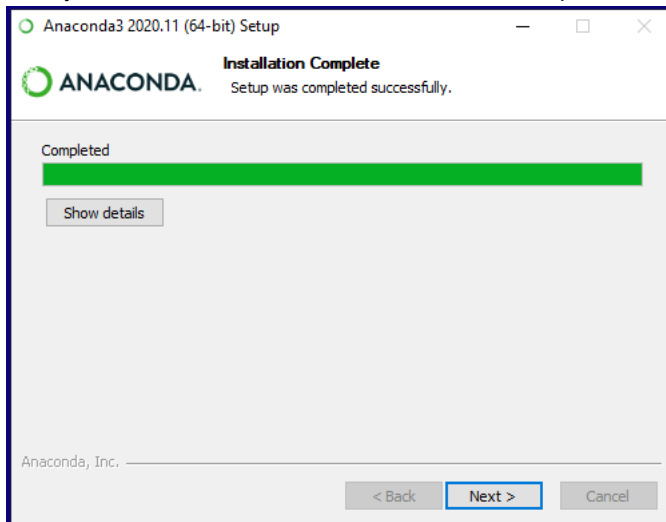 Anaconda3 2020.11 (64-bit) Setup
Installation Complete
ANACONDA.
Setup was completed successfully.
Completed
Show details
Anaconda, Inc.
< Back
Next >
Cancel